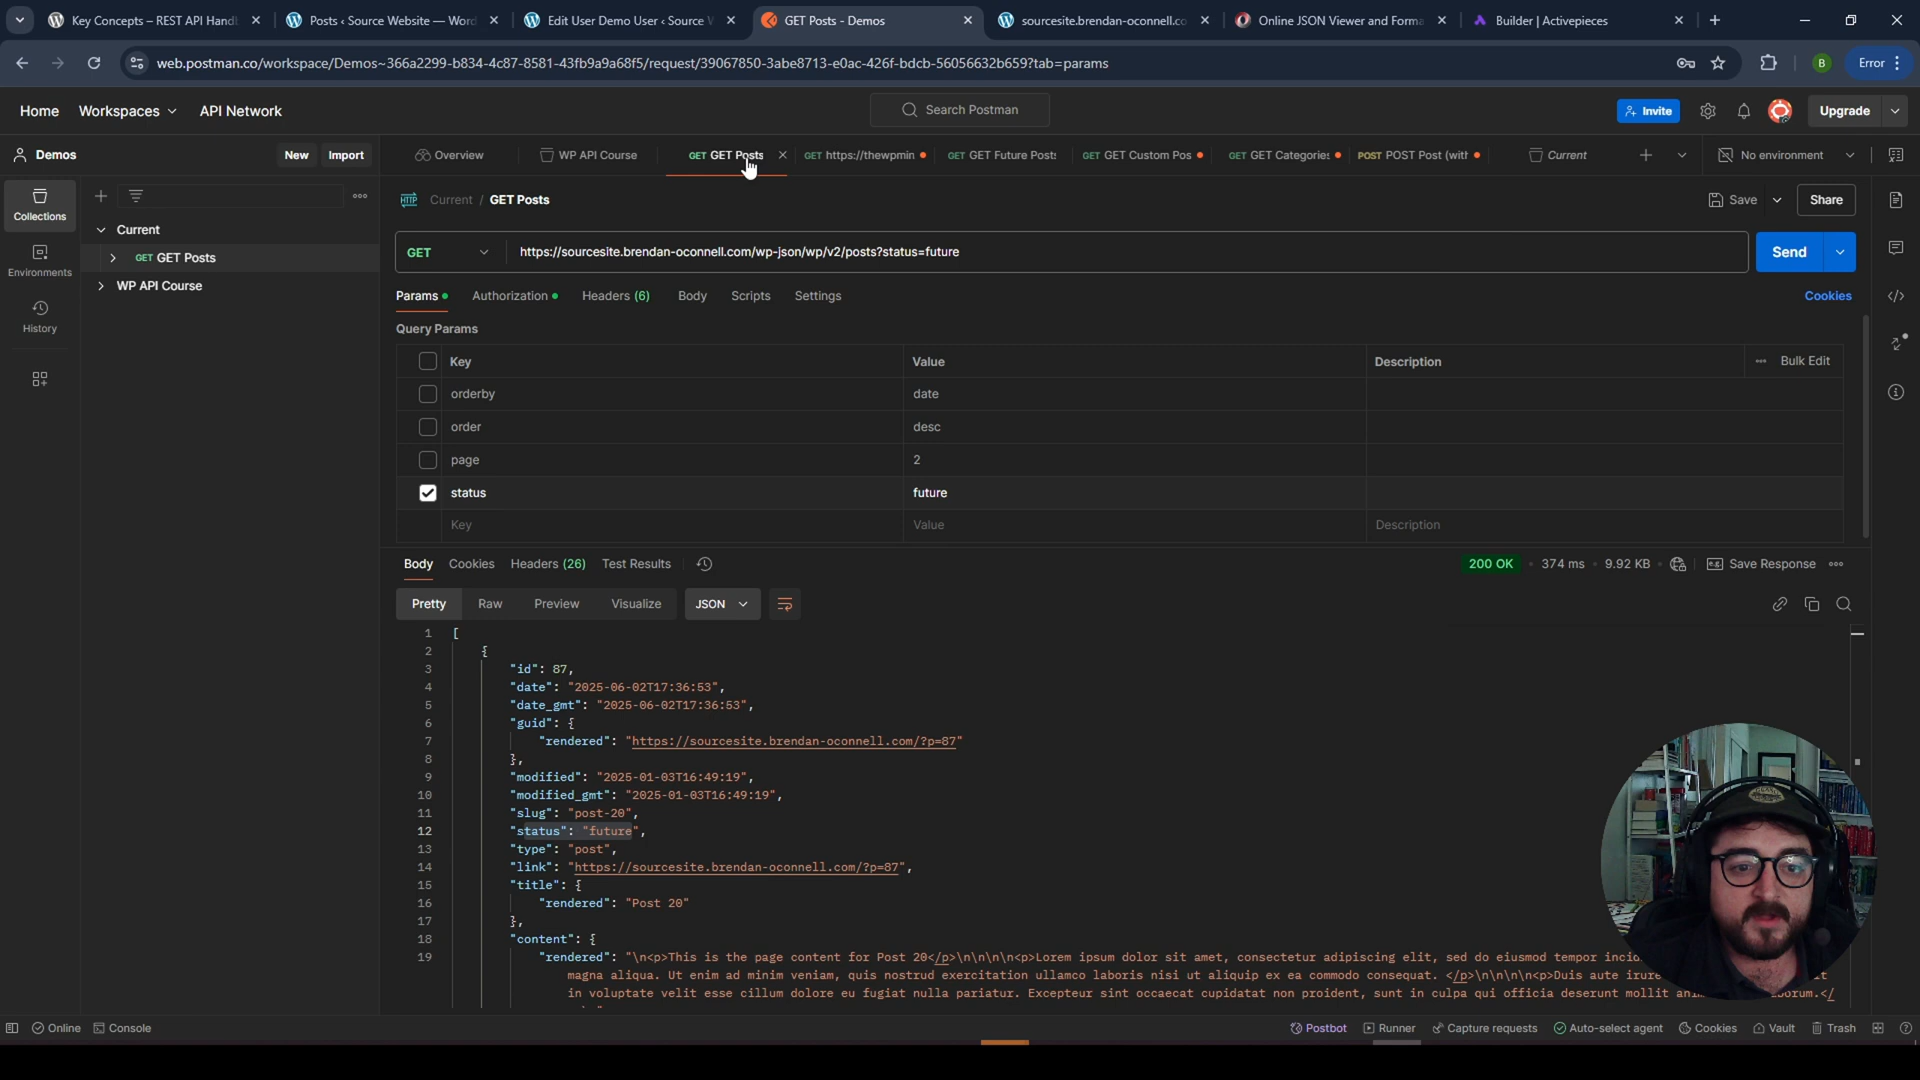 Key Concepts – REST API Handl
Posts ‹ Source Website — Word
Edit User Demo User ‹ Source W
GET Posts - Demos
sourcesite.brendan-oconnell.co
Online JSON Viewer and Forma
Builder | Activepieces
web.postman.co/workspace/Demos~366a2299-b834-4c87-8581-43fb9a9a68f5/request/39067850-3abe8713-e0ac-426f-bdcb-56056632b659?tab=params
B
Error
Home
Workspaces
API Network
Search Postman
Invite
Upgrade
Demos
New
Import
Overview
WP API Course
GET GET Posts
GET https://thewpmin
GET GET Future Posts
GET GET Custom Pos
GET GET Categories
POST POST Post (with
Current
No environment
Collections
Environments
History
Current
GET GET Posts
WP API Course
HTTP Current / GET Posts
Save
Share
GET
https://sourcesite.brendan-oconnell.com/wp-json/wp/v2/posts?status=future
Send
Params
Authorization
Headers (6)
Body
Scripts
Settings
Cookies
Query Params
Key Value Description Bulk Edit
orderby date
order desc
page 2
status future
Key Value Description
Body Cookies Headers (26) Test Results
200 OK 374 ms 9.92 KB Save Response
Pretty Raw Preview Visualize JSON
1 [
2 {
3 "id": 87,
4 "date": "2025-06-02T17:36:53",
5 "date_gmt": "2025-06-02T17:36:53",
6 "guid": {
7 "rendered": "https://sourcesite.brendan-oconnell.com/?p=87"
8 },
9 "modified": "2025-01-03T16:49:19",
10 "modified_gmt": "2025-01-03T16:49:19",
11 "slug": "post-20",
12 "status": "future",
13 "type": "post",
14 "link": "https://sourcesite.brendan-oconnell.com/?p=87",
15 "title": {
16 "rendered": "Post 20"
17 },
18 "content": {
19 "rendered": "\n<p>This is the page content for Post 20</p>\n\n\n\n<p>Lorem ipsum dolor sit amet, consectetur adipiscing elit, sed do eiusmod tempor inci
magna aliqua. Ut enim ad minim veniam, quis nostrud exercitation ullamco laboris nisi ut aliquip ex ea commodo consequat. </p>\n\n\n\n<p>Duis aute irure
in voluptate velit esse cillum dolore eu fugiat nulla pariatur. Excepteur sint occaecat cupidatat non proident, sunt in culpa qui officia deserunt mollit
Online
Console
Postbot
Runner
Capture requests
Auto-select agent
Cookies
Vault
Trash